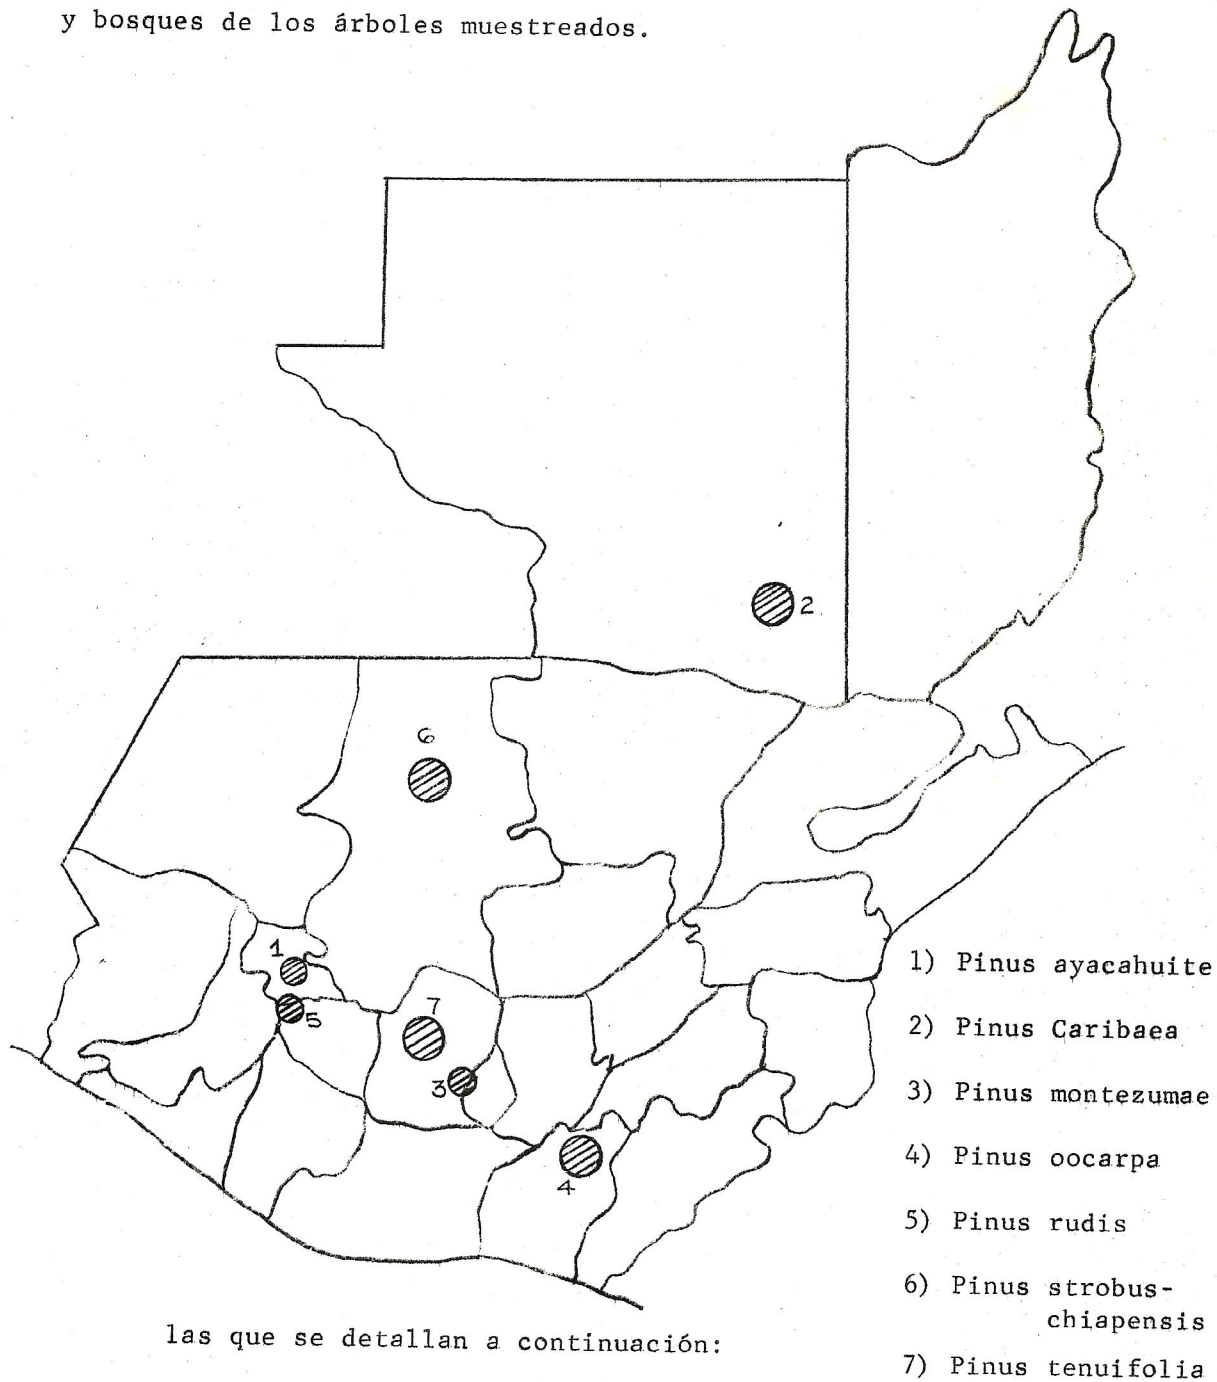 y bosques de los árboles muestreados.
2
6
1
5
7
3
4
1) Pinus ayacahuite
2) Pinus Caribaea
3) Pinus montezumae
4) Pinus oocarpa
5) Pinus rudis
6) Pinus strobus-
chiapensis
7) Pinus tenuifolia
las que se detallan a continuación: